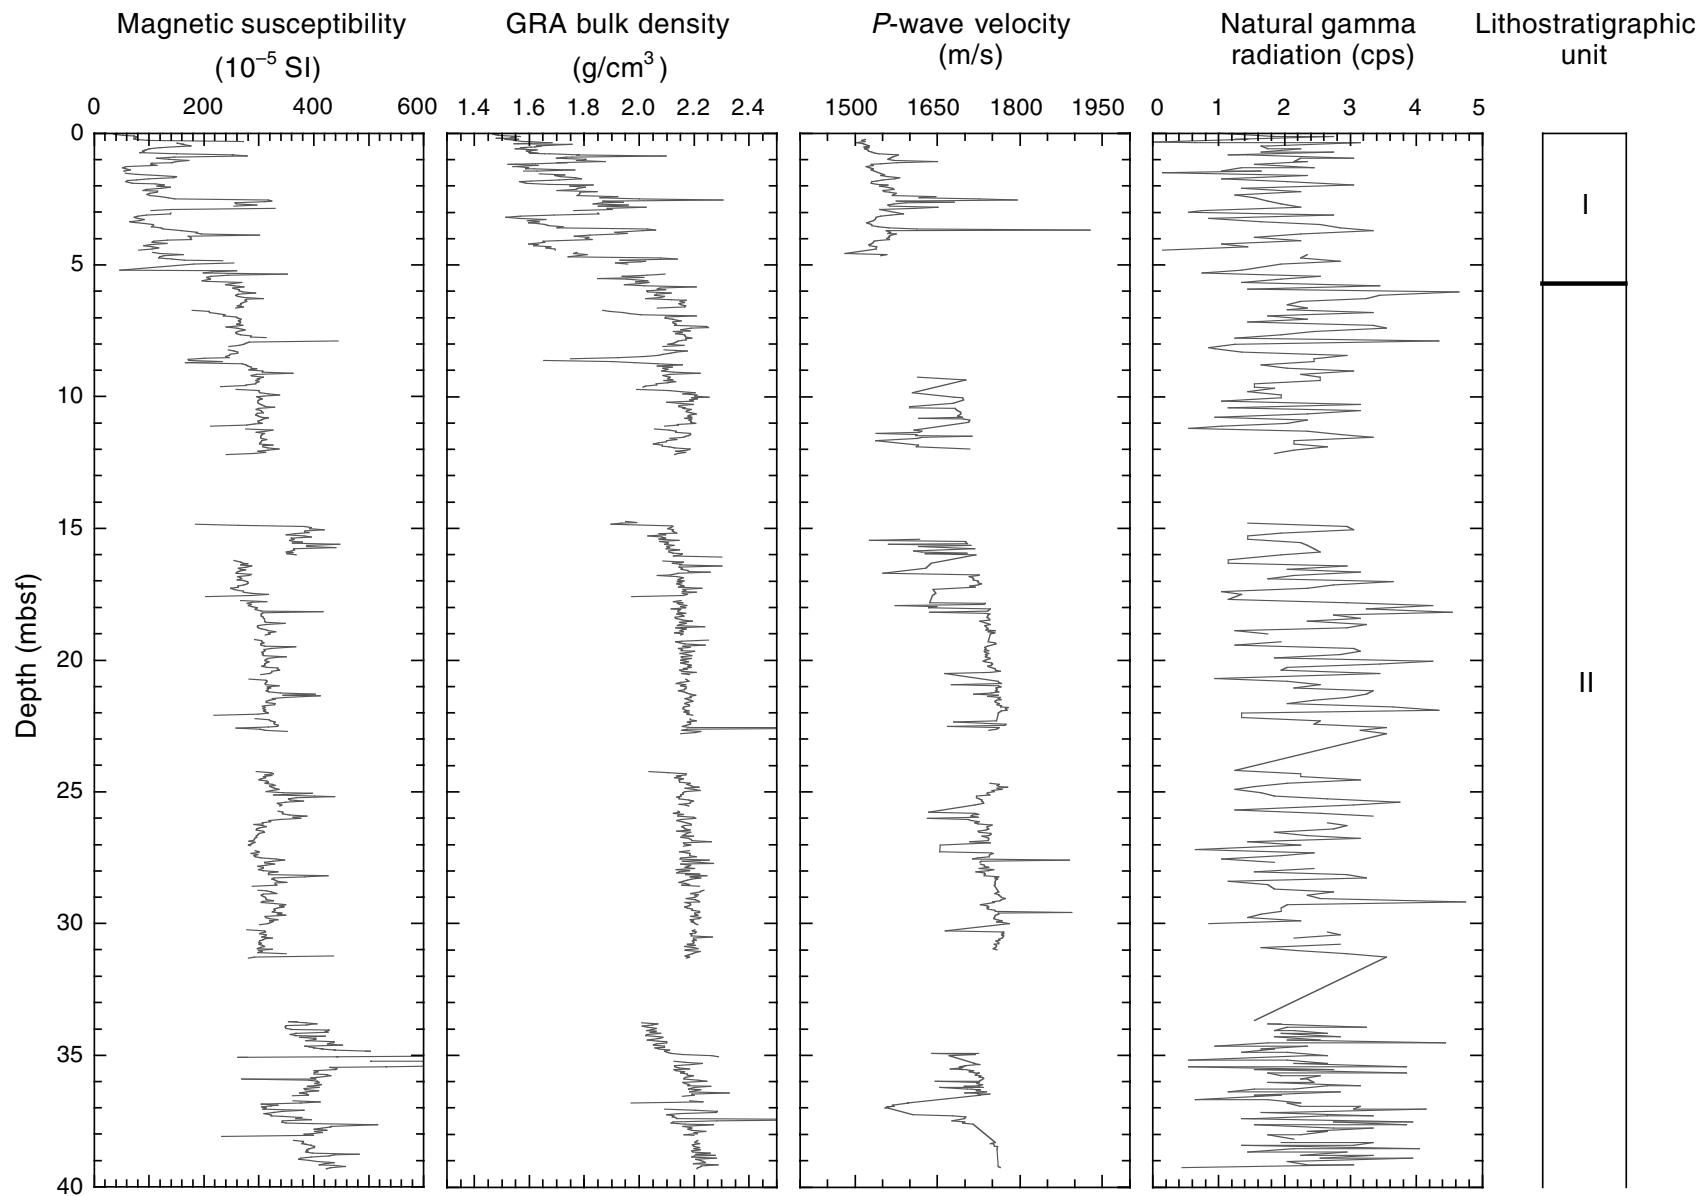 Magnetic susceptibility
(10⁻⁵ SI)
GRA bulk density
(g/cm³)
P-wave velocity
(m/s)
Natural gamma
radiation (cps)
Lithostratigraphic
unit
0 200 400 600
1.4 1.6 1.8 2.0 2.2 2.4
1500 1650 1800 1950
0 1 2 3 4 5
Depth (mbsf)
0
5
10
15
20
25
30
35
40
I
II